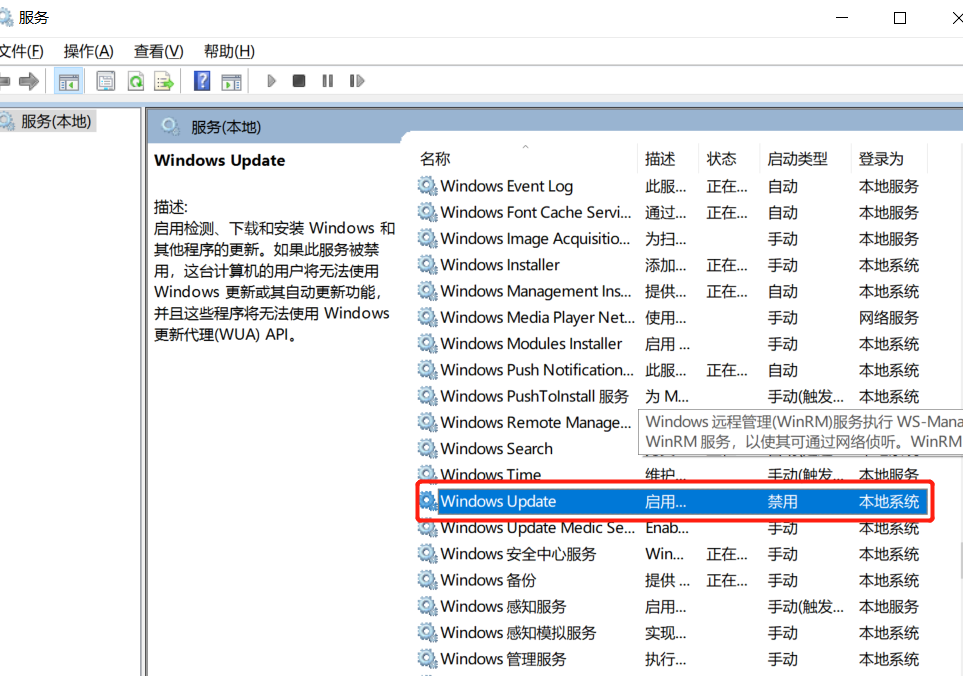 服务
文件(F) 操作(A) 查看(V) 帮助(H)
服务(本地)
服务(本地)
Windows Update
描述:
启用检测、下载和安装 Windows 和
其他程序的更新。如果此服务被禁
用，这台计算机的用户将无法使用
Windows 更新或其自动更新功能，
并且这些程序将无法使用 Windows
更新代理(WUA) API。
名称 描述 状态 启动类型 登录为
Windows Event Log 此服... 正在... 自动 本地服务
Windows Font Cache Servi... 通过... 正在... 自动 本地服务
Windows Image Acquisitio... 为扫... 手动 本地服务
Windows Installer 添加... 正在... 手动 本地系统
Windows Management Ins... 提供... 正在... 自动 本地系统
Windows Media Player Net... 使用... 手动 网络服务
Windows Modules Installer 启用 ... 手动 本地系统
Windows Push Notification... 此服... 正在... 自动 本地系统
Windows PushToInstall 服务 为 M... 手动(触发... 本地系统
Windows Remote Manage...
Windows 远程管理(WinRM)服务执行 WS-Mana
WinRM 服务，以使其可通过网络侦听。WinRM
Windows Search
Windows Time 维护... 手动(触发... 本地服务
Windows Update 启用... 禁用 本地系统
Windows Update Medic Se... Enab... 手动 本地系统
Windows 安全中心服务 Win... 正在... 手动 本地系统
Windows 备份 提供 ... 正在... 手动 本地系统
Windows 感知服务 启用... 手动(触发... 本地服务
Windows 感知模拟服务 实现... 手动 本地系统
Windows 管理服务 执行... 手动 本地系统